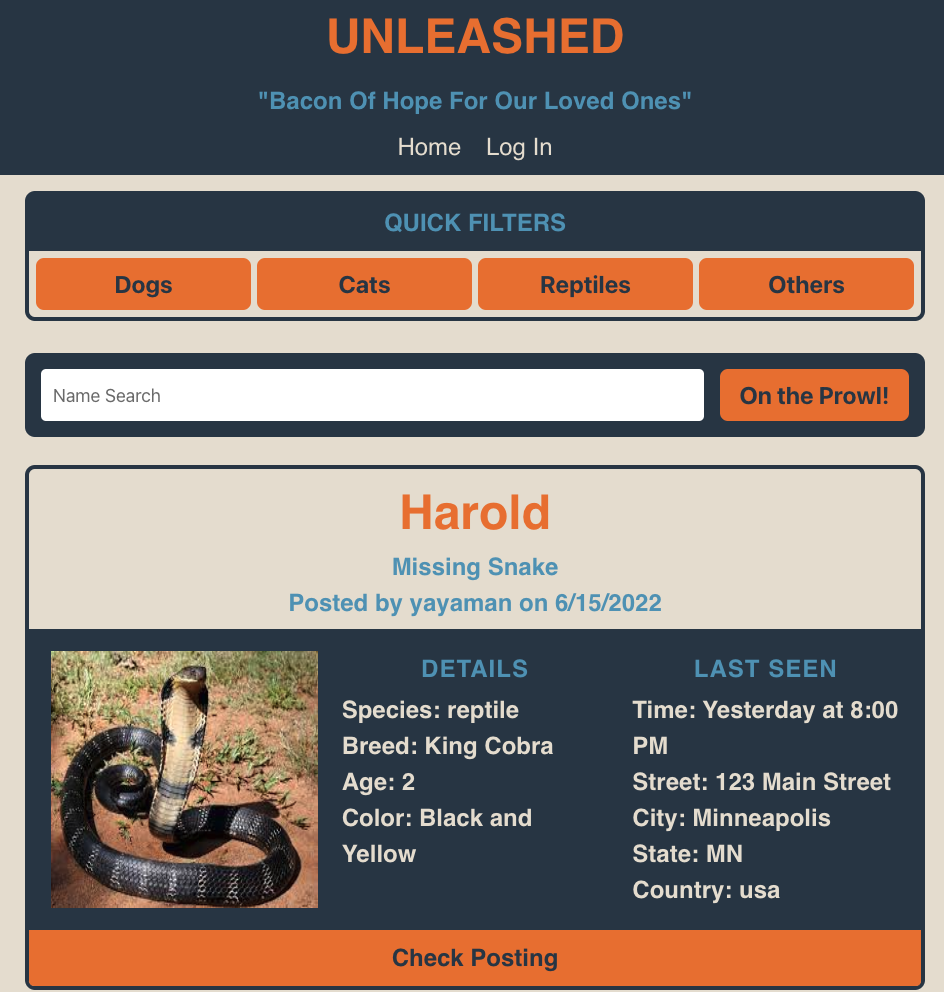 UNLEASHED
"Bacon Of Hope For Our Loved Ones"
Home Log In
QUICK FILTERS
Dogs Cats Reptiles Others
Name Search On the Prowl!
Harold
Missing Snake
Posted by yayaman on 6/15/2022
DETAILS
Species: reptile
Breed: King Cobra
Age: 2
Color: Black and
Yellow
LAST SEEN
Time: Yesterday at 8:00
PM
Street: 123 Main Street
City: Minneapolis
State: MN
Country: usa
Check Posting